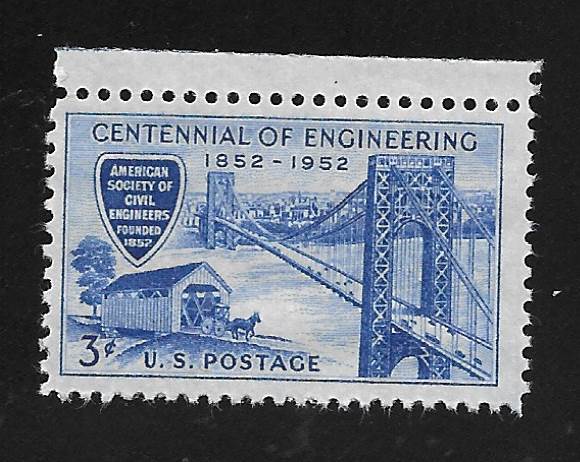 CENTENNIAL OF ENGINEERING
1852 - 1952
AMERICAN
SOCIETY OF
CIVIL
ENGINEERS
FOUNDED
1852
3¢
U.S. POSTAGE